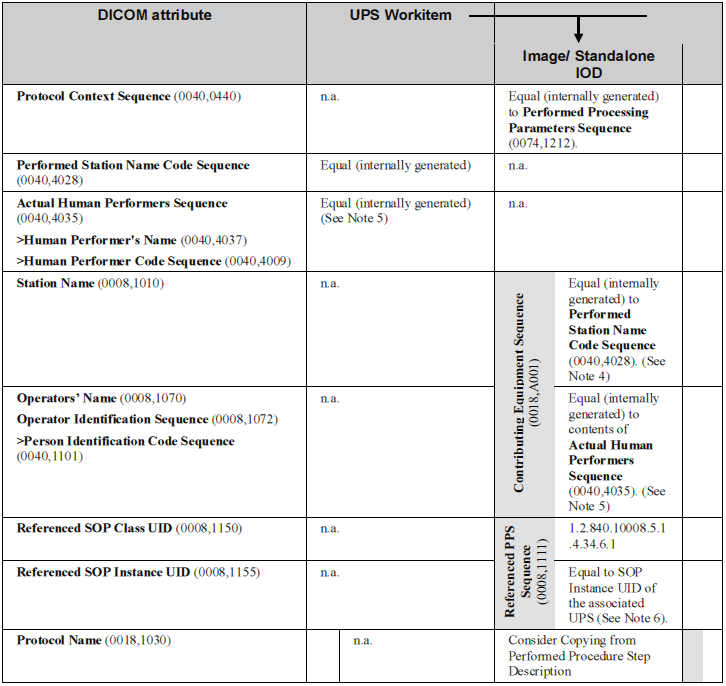 DICOM attribute
UPS Workitem
Image/ Standalone
IOD
Protocol Context Sequence (0040,0440)
n.a.
Equal (internally generated)
to Performed Processing
Parameters Sequence
(0074,1212).
Performed Station Name Code Sequence
(0040,4028)
Equal (internally generated)
n.a.
Actual Human Performers Sequence
(0040,4035)
>Human Performer's Name (0040,4037)
>Human Performer Code Sequence (0040,4009)
Equal (internally generated)
(See Note 5)
n.a.
Station Name (0008,1010)
n.a.
Contributing Equipment Sequence
(0018,A001)
Equal (internally
generated) to
Performed
Station Name
Code Sequence
(0040,4028). (See
Note 4)
Operators’ Name (0008,1070)
Operator Identification Sequence (0008,1072)
>Person Identification Code Sequence
(0040,1101)
n.a.
Equal (internally
generated) to
contents of
Actual Human
Performers
Sequence
(0040,4035). (See
Note 5)
Referenced SOP Class UID (0008,1150)
n.a.
Referenced PPS
Sequence
(0008,1111)
1.2.840.10008.5.1
.4.34.6.1
Referenced SOP Instance UID (0008,1155)
n.a.
Equal to SOP
Instance UID of
the associated
UPS (See Note 6).
Protocol Name (0018,1030)
n.a.
Consider Copying from
Performed Procedure Step
Description